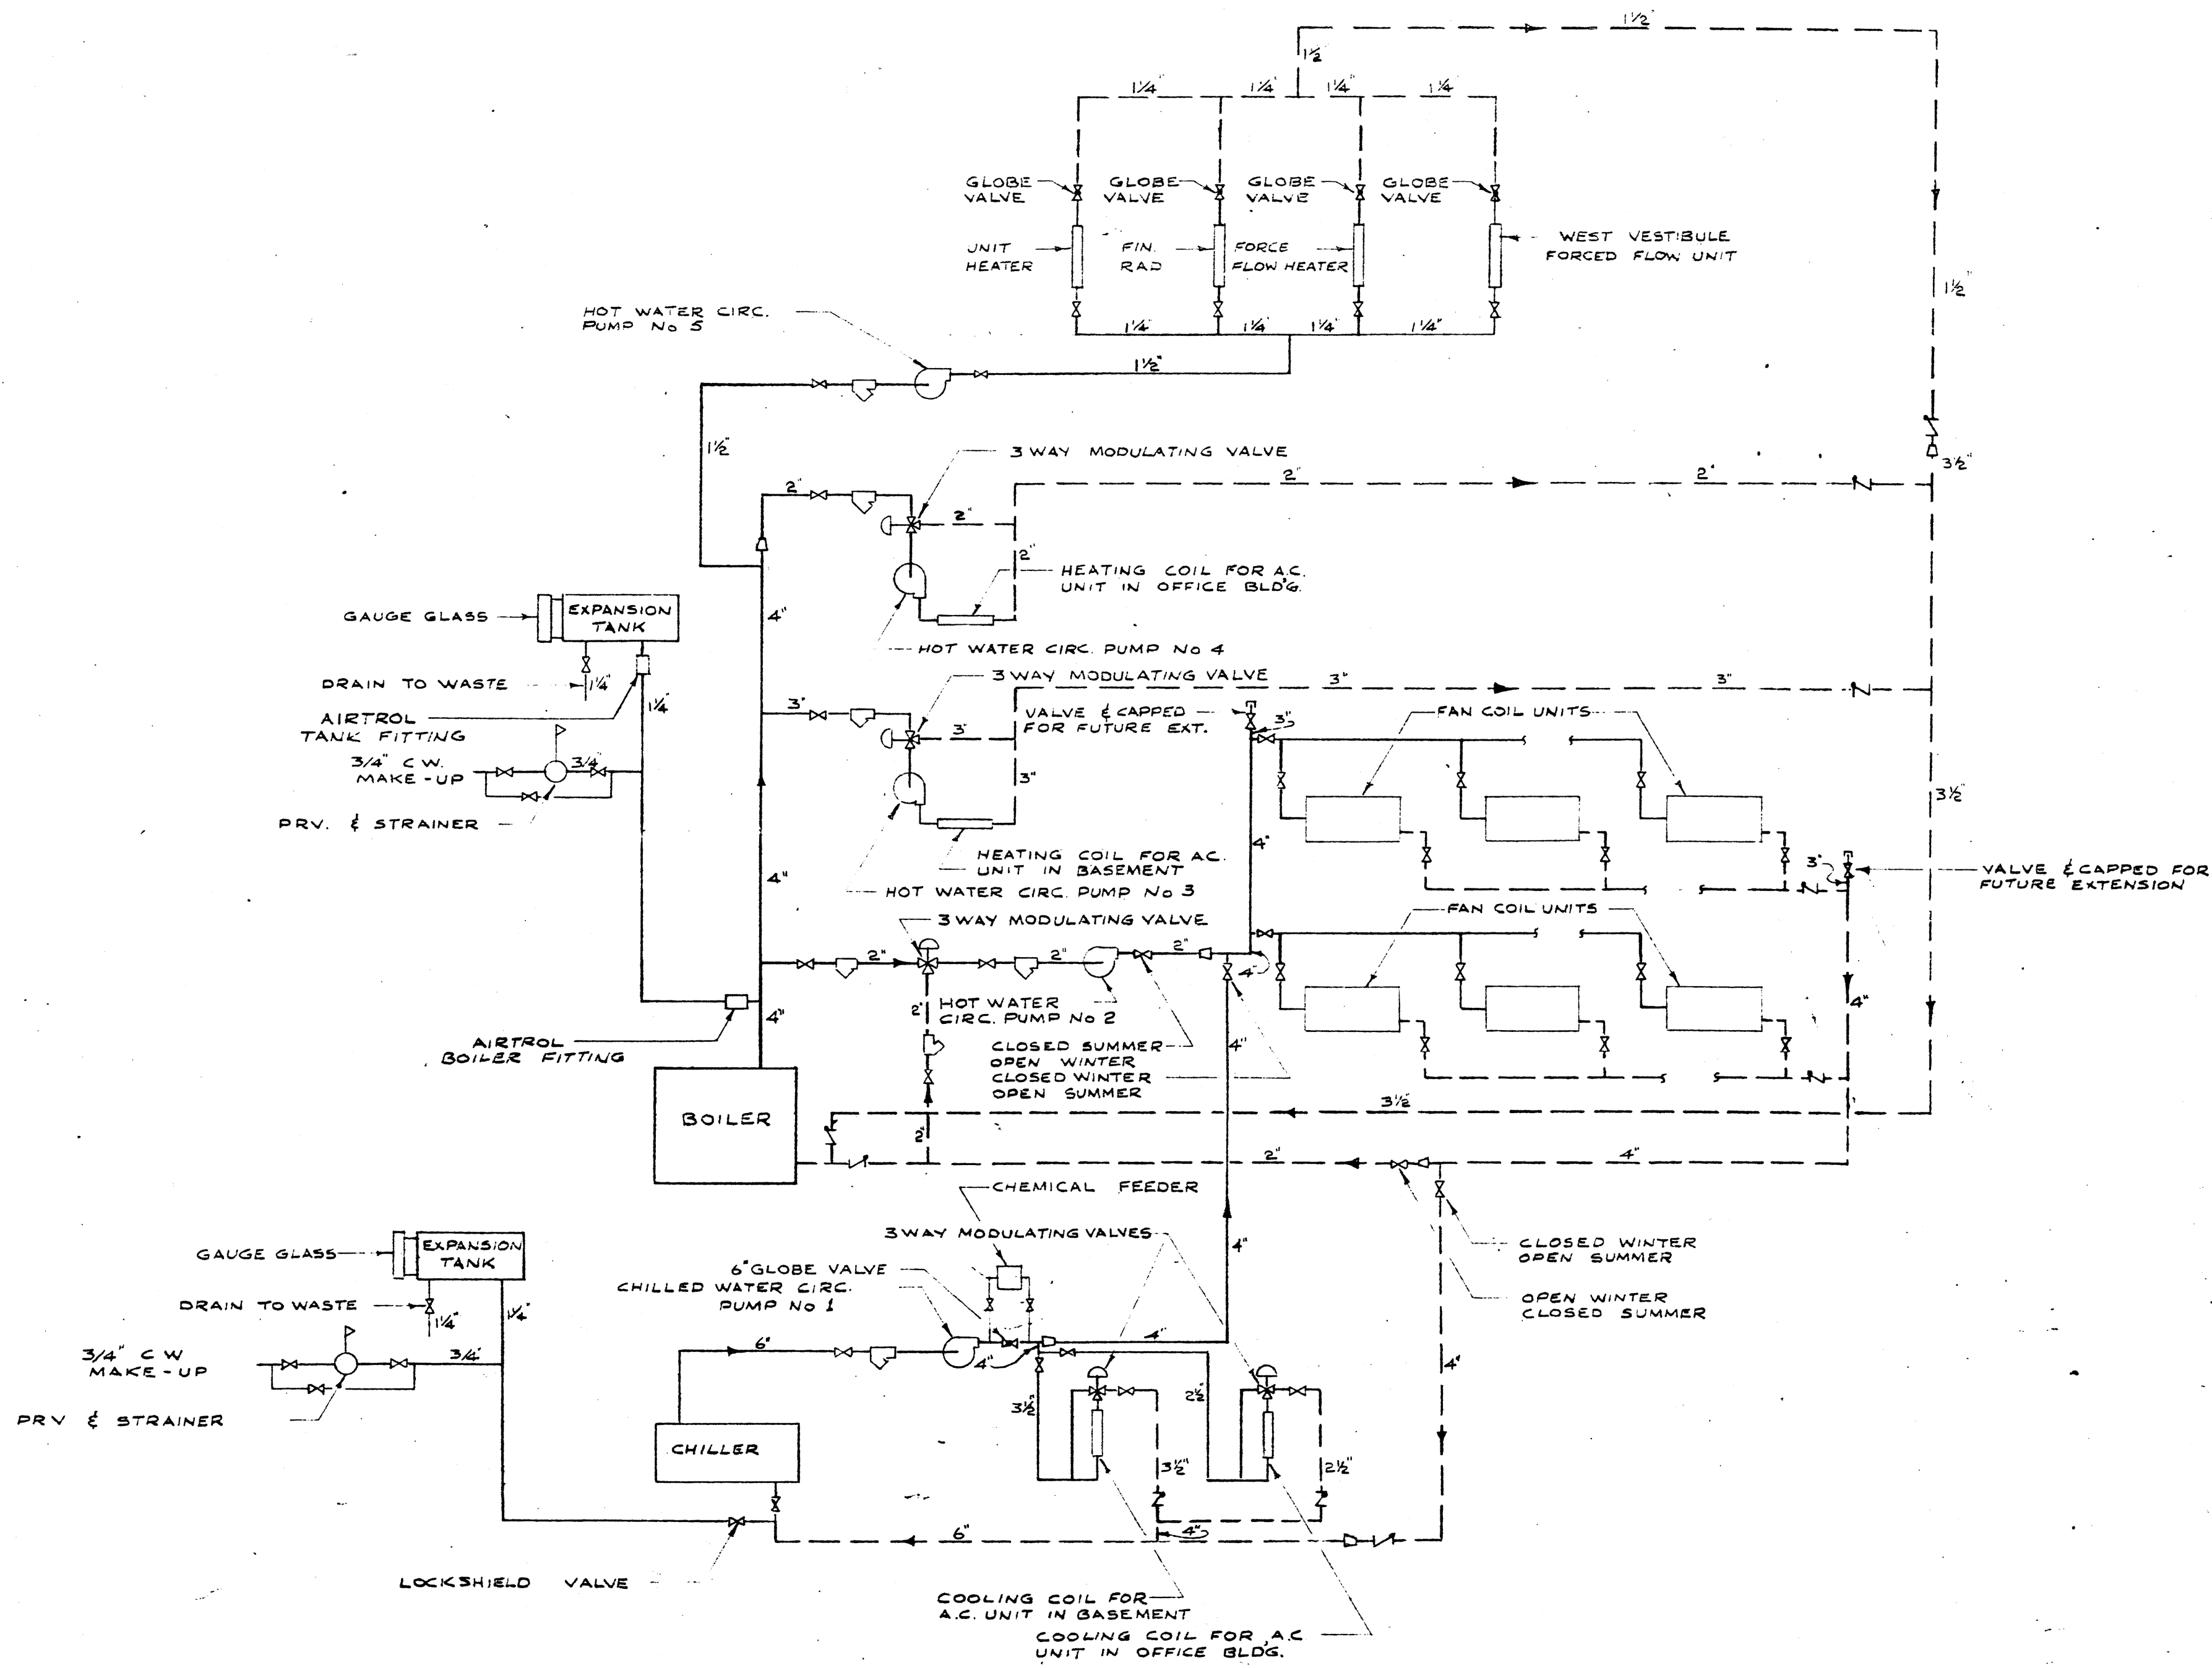 1½"
1½"
1¼" 1¼" 1¼" 1¼"
GLOBE VALVE
GLOBE VALVE
GLOBE VALVE
GLOBE VALVE
UNIT HEATER
FIN. RAD
FORCE FLOW HEATER
WEST VESTIBULE
FORCED FLOW UNIT
1½"
HOT WATER CIRC.
PUMP No 5
1¼" 1¼" 1¼" 1¼"
1½"
1½"
3 WAY MODULATING VALVE
3½"
2" 2" 2"
2"
2"
HEATING COIL FOR A.C.
UNIT IN OFFICE BLD'G.
GAUGE GLASS
EXPANSION
TANK
4"
HOT WATER CIRC. PUMP No 4
DRAIN TO WASTE
1¼"
1¼"
3 WAY MODULATING VALVE
3" 3"
AIRTROL
TANK FITTING
3"
VALVE & CAPPED
FOR FUTURE EXT.
3"
FAN COIL UNITS
3"
3/4" C W.
MAKE-UP
3/4
3"
3½"
PRV. & STRAINER
4"
HEATING COIL FOR A.C.
UNIT IN BASEMENT
4"
3"
VALVE & CAPPED FOR
FUTURE EXTENSION
HOT WATER CIRC. PUMP No 3
FAN COIL UNITS
3 WAY MODULATING VALVE
2" 2" 2"
4"
4"
2"
HOT WATER
CIRC. PUMP No 2
4"
AIRTROL
BOILER FITTING
CLOSED SUMMER
OPEN WINTER
4"
CLOSED WINTER
OPEN SUMMER
BOILER
3½"
2"
2"
4"
CHEMICAL FEEDER
3 WAY MODULATING VALVES
4"
GAUGE GLASS
EXPANSION
TANK
CLOSED WINTER
OPEN SUMMER
6" GLOBE VALVE
CHILLED WATER CIRC.
PUMP No 1
OPEN WINTER
CLOSED SUMMER
DRAIN TO WASTE
1¼"
1¼"
3/4" C W
MAKE-UP
3/4"
6"
4"
4"
4"
PRV & STRAINER
3½
2½"
CHILLER
3½"
2½"
6"
4"
LOCKSHIELD VALVE
COOLING COIL FOR
A.C. UNIT IN BASEMENT
COOLING COIL FOR A.C
UNIT IN OFFICE BLDG.